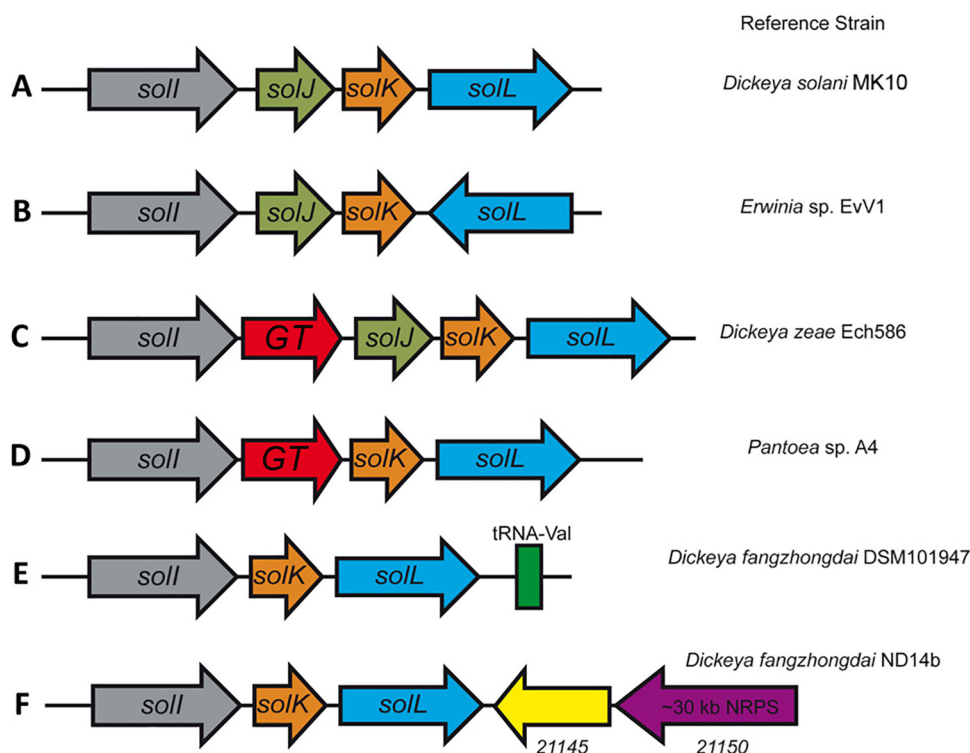 Reference Strain
A solI solJ solK solL Dickeya solani MK10
B solI solJ solK solL Erwinia sp. EvV1
C solI GT solJ solK solL Dickeya zeae Ech586
D solI GT solK solL Pantoea sp. A4
tRNA-Val
E solI solK solL Dickeya fangzhongdai DSM101947
Dickeya fangzhongdai ND14b
F solI solK solL ~30 kb NRPS
21145 21150